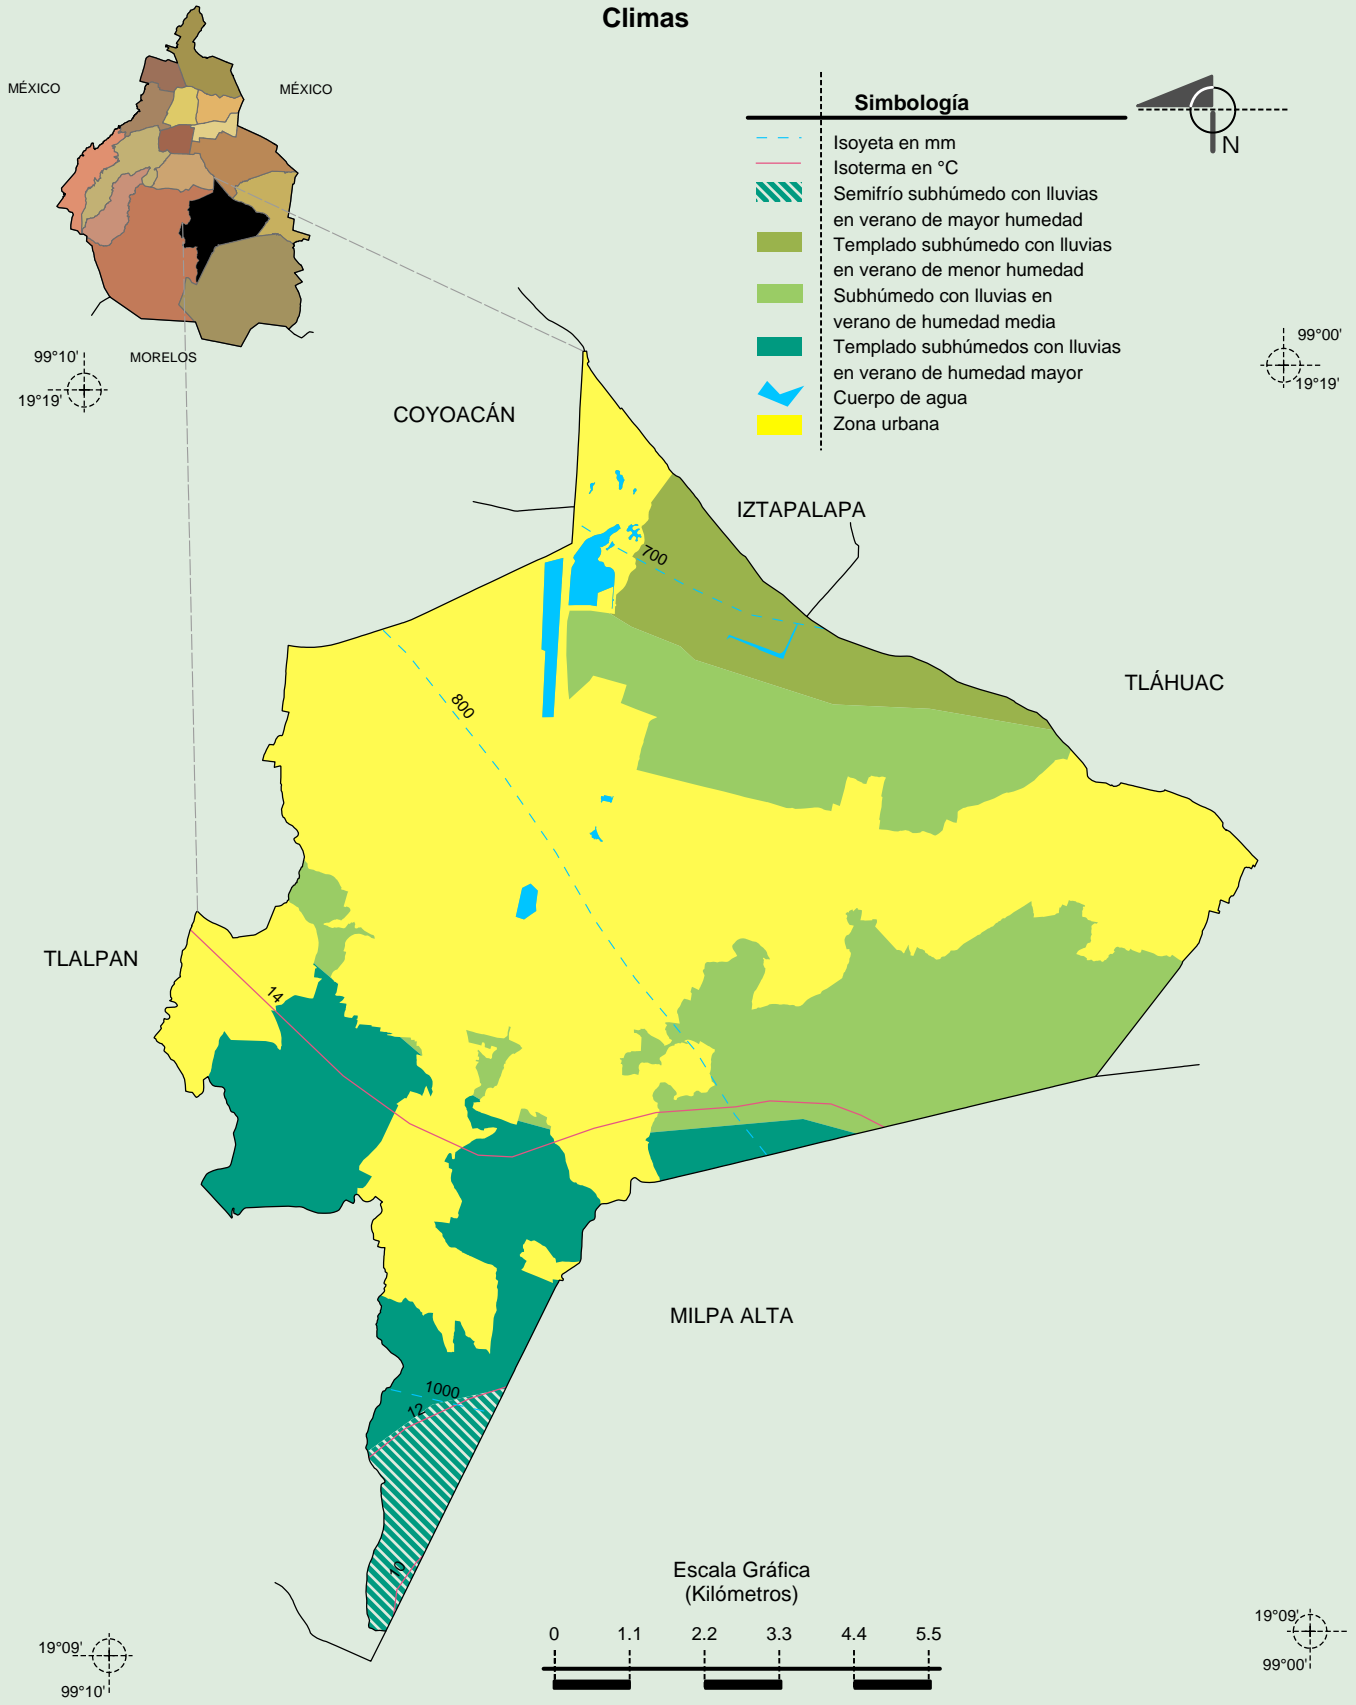 Climas
MÉXICO
MÉXICO
MORELOS
Simbología
Isoyeta en mm
Isoterma en °C
Semifrío subhúmedo con lluvias
en verano de mayor humedad
Templado subhúmedo con lluvias
en verano de menor humedad
Subhúmedo con lluvias en
verano de humedad media
Templado subhúmedos con lluvias
en verano de humedad mayor
Cuerpo de agua
Zona urbana
N
99°10'
19°19'
99°00'
19°19'
COYOACÁN
IZTAPALAPA
700
TLÁHUAC
800
TLALPAN
14
MILPA ALTA
1000
12
10
Escala Gráfica
(Kilómetros)
0 1.1 2.2 3.3 4.4 5.5
19°09'
99°10'
19°09'
99°00'